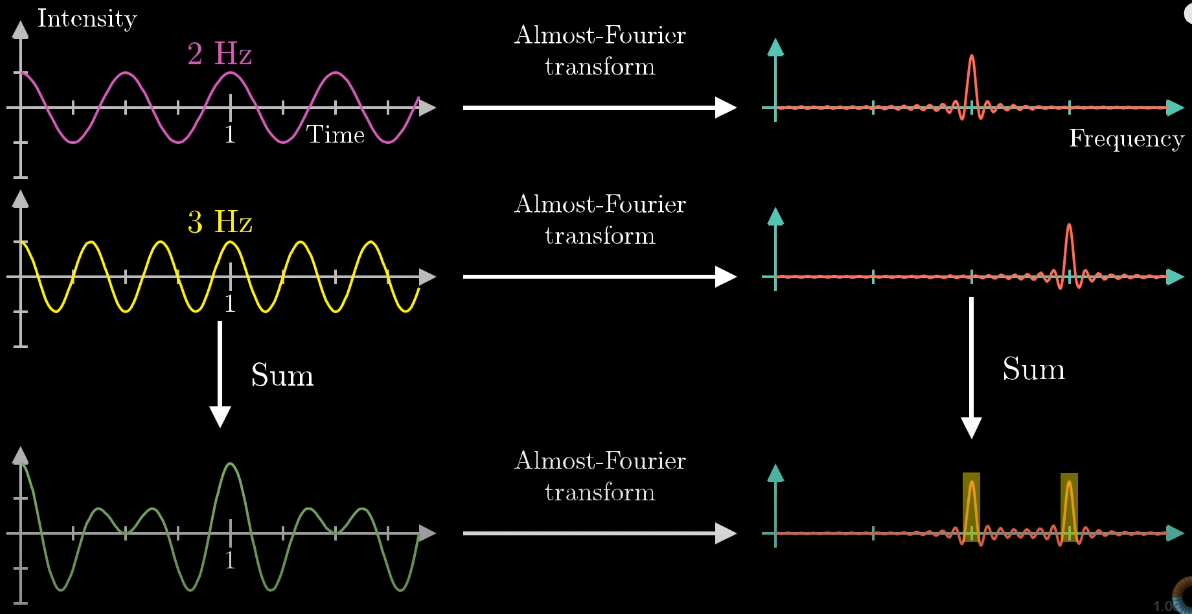 Intensity
2 Hz
Almost-Fourier
transform
1
Time
Frequency
3 Hz
Almost-Fourier
transform
1
Sum
Sum
Almost-Fourier
transform
1